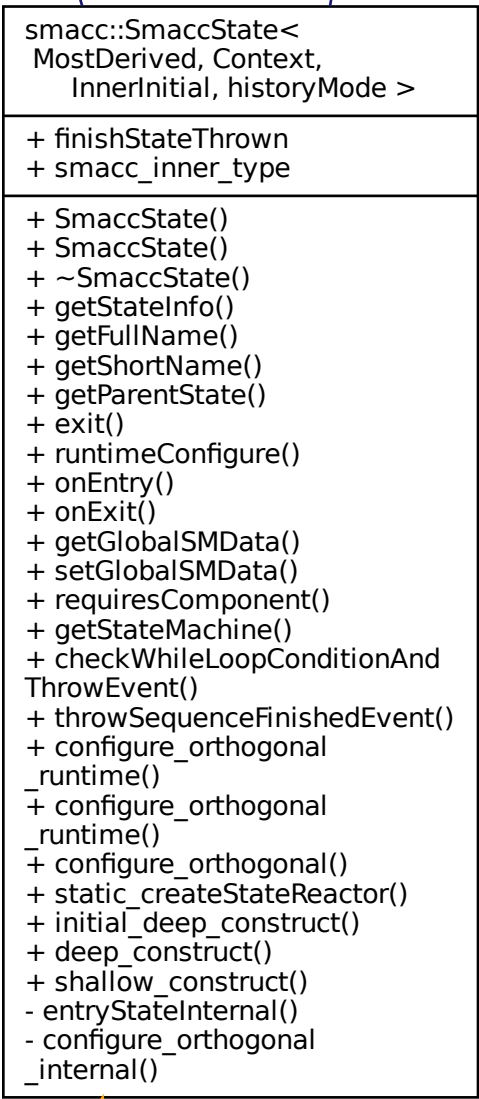 smacc::SmaccState<
MostDerived, Context,
InnerInitial, historyMode >
+ finishStateThrown
+ smacc_inner_type
+ SmaccState()
+ SmaccState()
+ ~SmaccState()
+ getStateInfo()
+ getFullName()
+ getShortName()
+ getParentState()
+ exit()
+ runtimeConfigure()
+ onEntry()
+ onExit()
+ getGlobalSMData()
+ setGlobalSMData()
+ requiresComponent()
+ getStateMachine()
+ checkWhileLoopConditionAnd
ThrowEvent()
+ throwSequenceFinishedEvent()
+ configure_orthogonal
_runtime()
+ configure_orthogonal
_runtime()
+ configure_orthogonal()
+ static_createStateReactor()
+ initial_deep_construct()
+ deep_construct()
+ shallow_construct()
- entryStateInternal()
- configure_orthogonal
_internal()